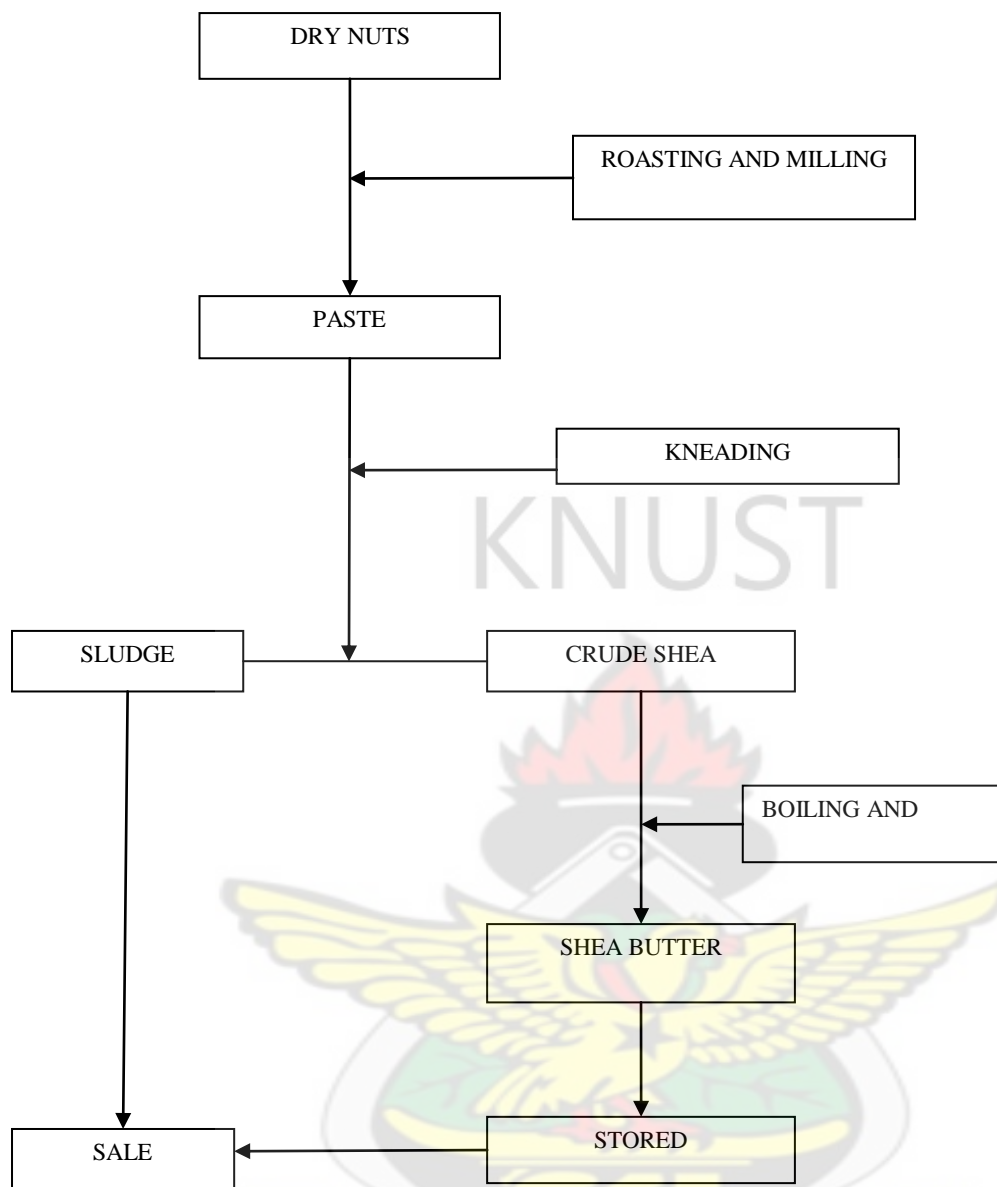 DRY NUTS
ROASTING AND MILLING
PASTE
KNEADING
KNUST
SLUDGE
CRUDE SHEA
BOILING AND
SHEA BUTTER
STORED
SALE